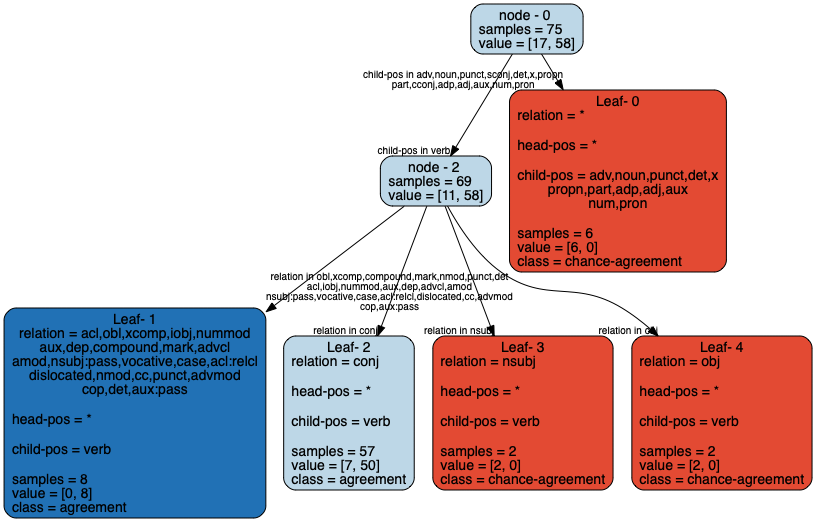 node - 0
samples = 75
value = [17, 58]
child-pos in adv,noun,punct,sconj,det,x,propn
part,cconj,adp,adj,aux,num,pron
Leaf- 0
relation = *
head-pos = *
child-pos = adv,noun,punct,det,x
propn,part,adp,adj,aux
num,pron
samples = 6
value = [6, 0]
class = chance-agreement
child-pos in verb
node - 2
samples = 69
value = [11, 58]
relation in obl,xcomp,compound,mark,nmod,punct,det
acl,iobj,nummod,aux,dep,advcl,amod
nsubj:pass,vocative,case,acl:relcl,dislocated,cc,advmod
cop,aux:pass
Leaf- 1
relation = acl,obl,xcomp,iobj,nummod
aux,dep,compound,mark,advcl
amod,nsubj:pass,vocative,case,acl:relcl
dislocated,nmod,cc,punct,advmod
cop,det,aux:pass
head-pos = *
child-pos = verb
samples = 8
value = [0, 8]
class = agreement
relation in conj
Leaf- 2
relation = conj
head-pos = *
child-pos = verb
samples = 57
value = [7, 50]
class = agreement
relation in nsubj
Leaf- 3
relation = nsubj
head-pos = *
child-pos = verb
samples = 2
value = [2, 0]
class = chance-agreement
relation in obj
Leaf- 4
relation = obj
head-pos = *
child-pos = verb
samples = 2
value = [2, 0]
class = chance-agreement